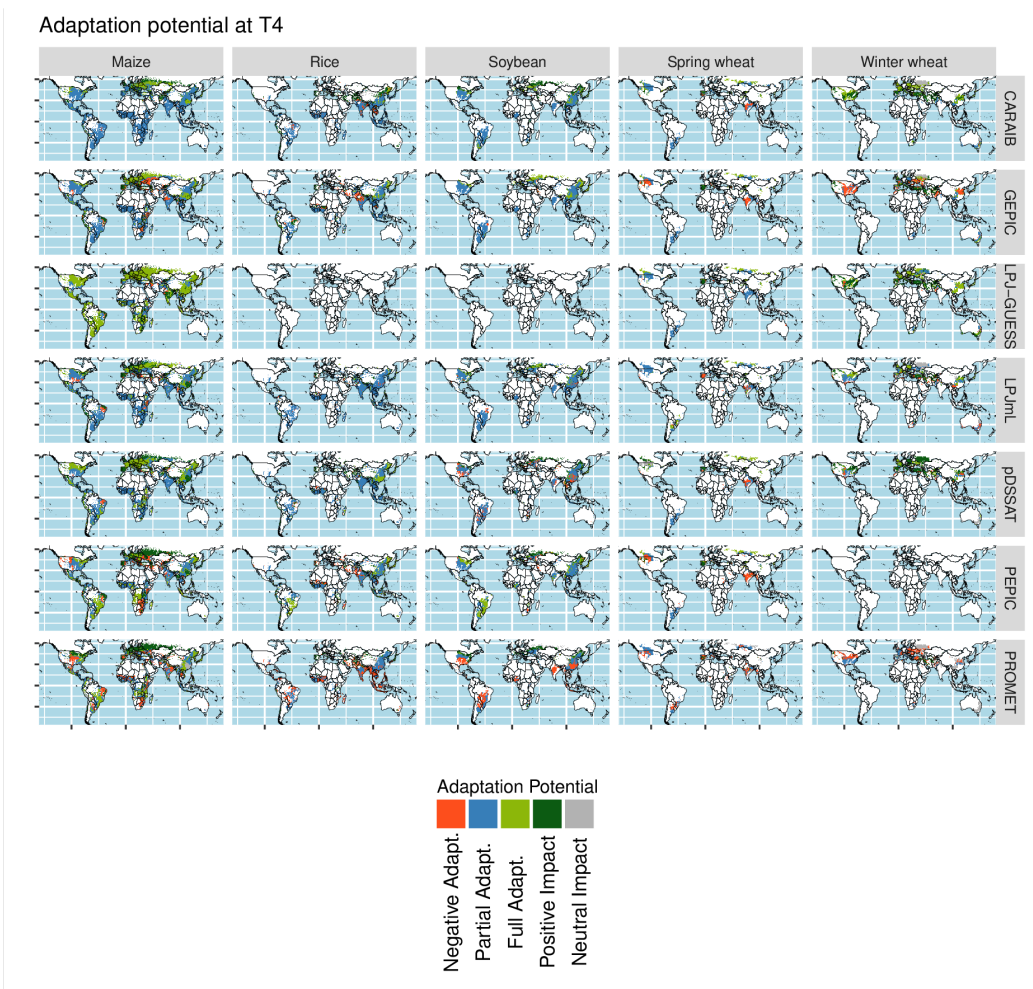 Adaptation potential at T4
Maize
Rice
Soybean
Spring wheat
Winter wheat
CARAIB
GEPIC
LPJ−GUESS
LPJmL
pDSSAT
PEPIC
PROMET
Adaptation Potential
Negative Adapt.
Partial Adapt.
Full Adapt.
Positive Impact
Neutral Impact